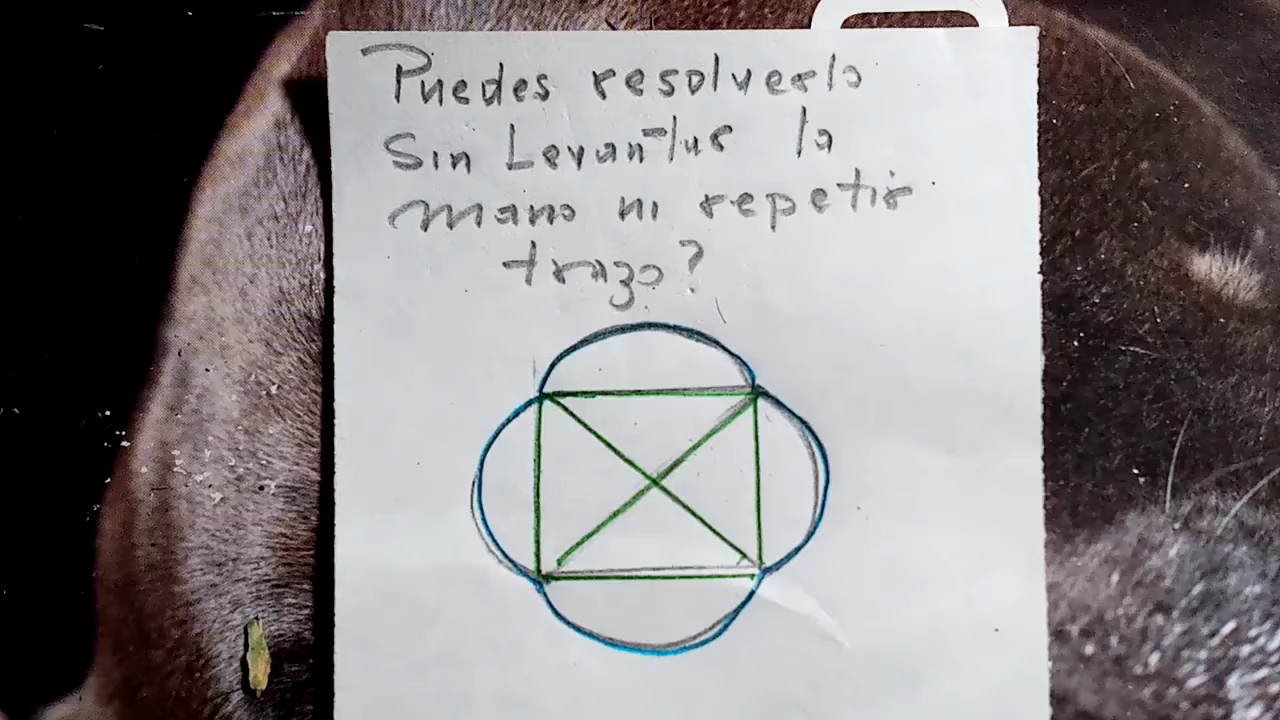 Puedes resolverlo
Sin Levantar la
mano ni repetir
trazo?